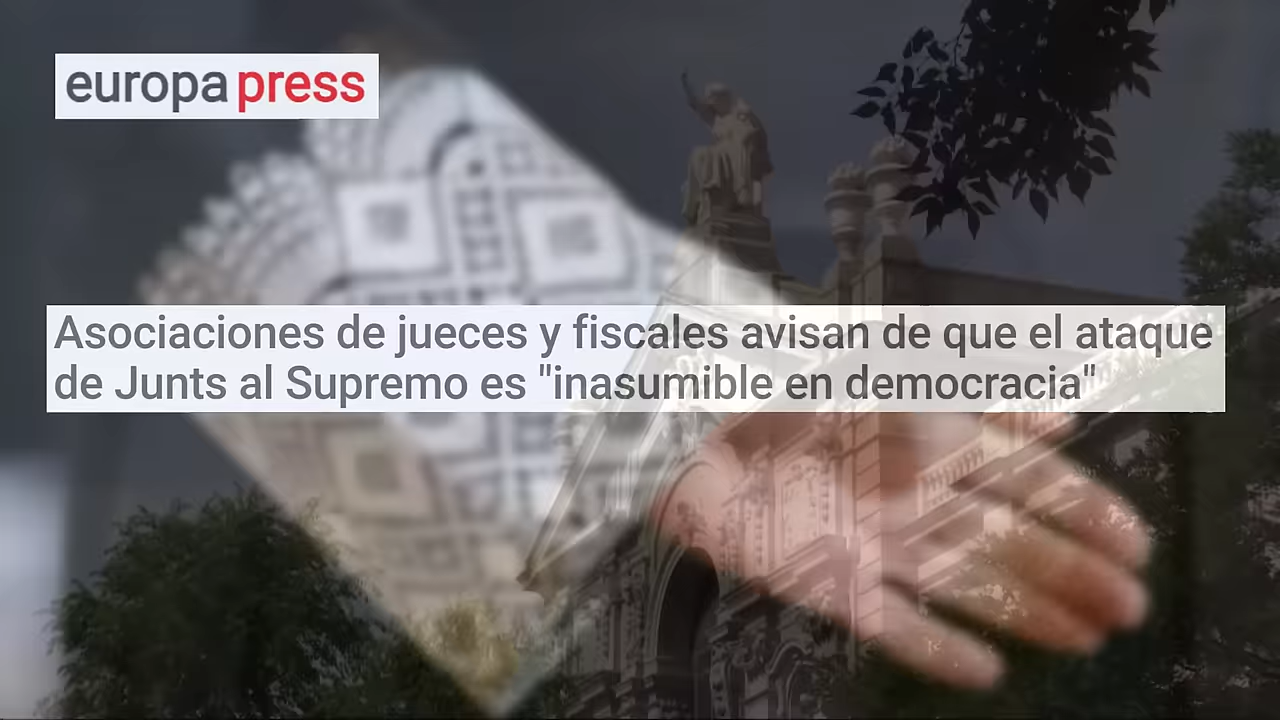 europa press
Asociaciones de jueces y fiscales avisan de que el ataque
de Junts al Supremo es "inasumible en democracia"